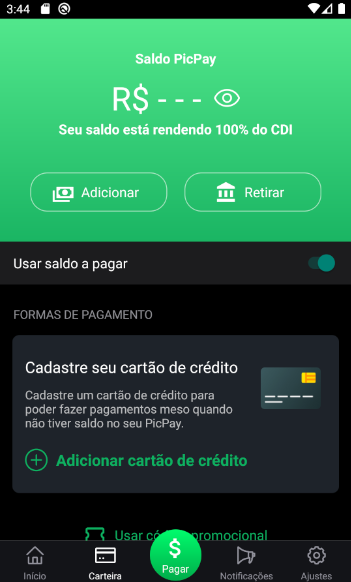 3:44
Saldo PicPay
R$ - - -
Seu saldo está rendendo 100% do CDI
Adicionar Retirar
Usar saldo a pagar
FORMAS DE PAGAMENTO
Cadastre seu cartão de crédito
Cadastre um cartão de crédito para
poder fazer pagamentos meso quando
não tiver saldo no seu PicPay.
Adicionar cartão de crédito
Usar có promocional
$
Início Carteira Pagar Notificações Ajustes